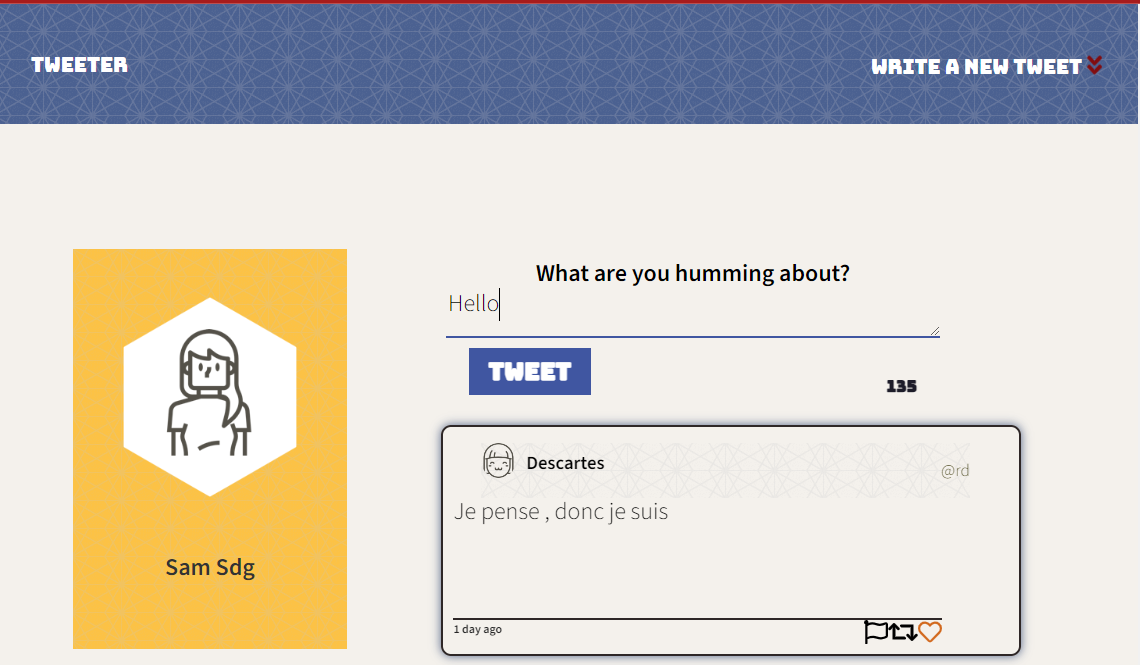 TWEETER
WRITE A NEW TWEET
What are you humming about?
Hello
TWEET
135
Sam Sdg
Descartes
@rd
Je pense , donc je suis
1 day ago